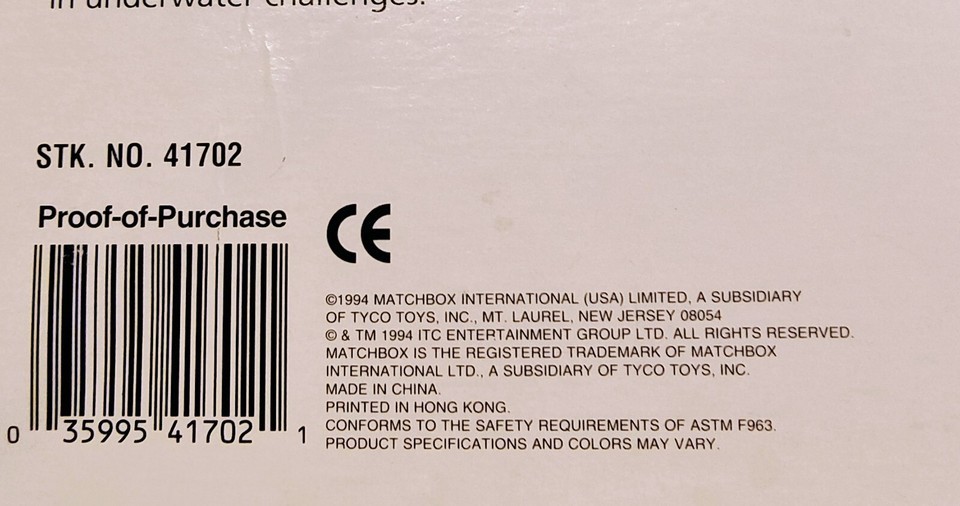 in underwater challenges.
STK. NO. 41702
Proof-of-Purchase
CE
©1994 MATCHBOX INTERNATIONAL (USA) LIMITED, A SUBSIDIARY
OF TYCO TOYS, INC., MT. LAUREL, NEW JERSEY 08054
© & TM 1994 ITC ENTERTAINMENT GROUP LTD. ALL RIGHTS RESERVED.
MATCHBOX IS THE REGISTERED TRADEMARK OF MATCHBOX
INTERNATIONAL LTD., A SUBSIDIARY OF TYCO TOYS, INC.
MADE IN CHINA.
PRINTED IN HONG KONG.
CONFORMS TO THE SAFETY REQUIREMENTS OF ASTM F963.
PRODUCT SPECIFICATIONS AND COLORS MAY VARY.
0 35995 41702 1